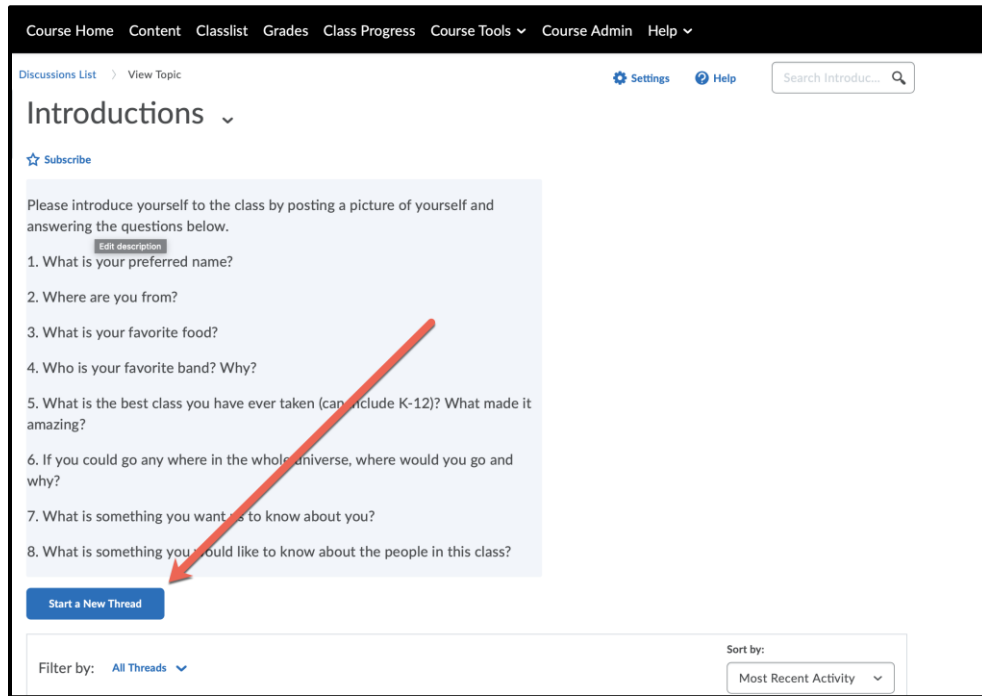 Course Home Content Classlist Grades Class Progress Course Tools Course Admin Help
Discussions List View Topic
Settings Help Search Introduc...
Introductions
Subscribe
Please introduce yourself to the class by posting a picture of yourself and
answering the questions below.
Edit description
1. What is your preferred name?
2. Where are you from?
3. What is your favorite food?
4. Who is your favorite band? Why?
5. What is the best class you have ever taken (can include K-12)? What made it
amazing?
6. If you could go any where in the whole universe, where would you go and
why?
7. What is something you want us to know about you?
8. What is something you would like to know about the people in this class?
Start a New Thread
Sort by:
Filter by: All Threads
Most Recent Activity